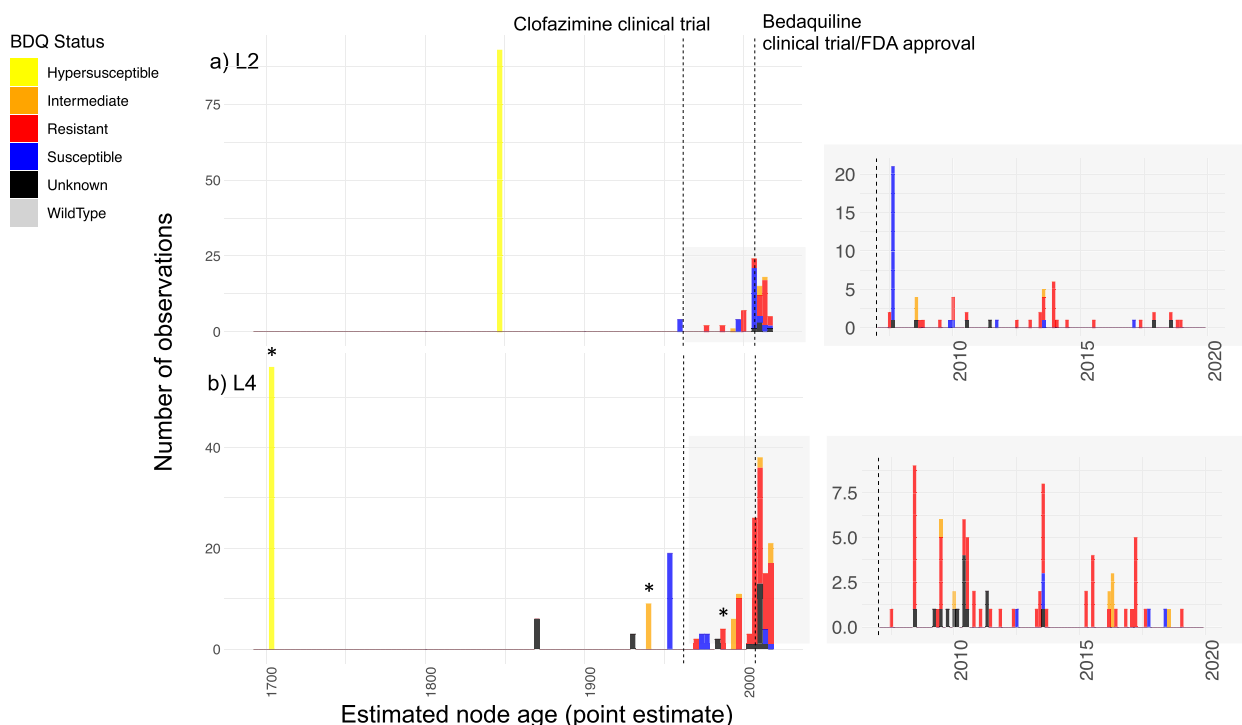 Clofazimine clinical trial
Bedaquiline
clinical trial/FDA approval
BDQ Status
Hypersusceptible
Intermediate
Resistant
Susceptible
Unknown
WildType
a) L2
75
50
25
0
20
15
10
5
0
2010
2015
2020
Number of observations
*
b) L4
40
20
0
*
*
7.5
5.0
2.5
0.0
2010
2015
2020
1700
1800
1900
2000
Estimated node age (point estimate)